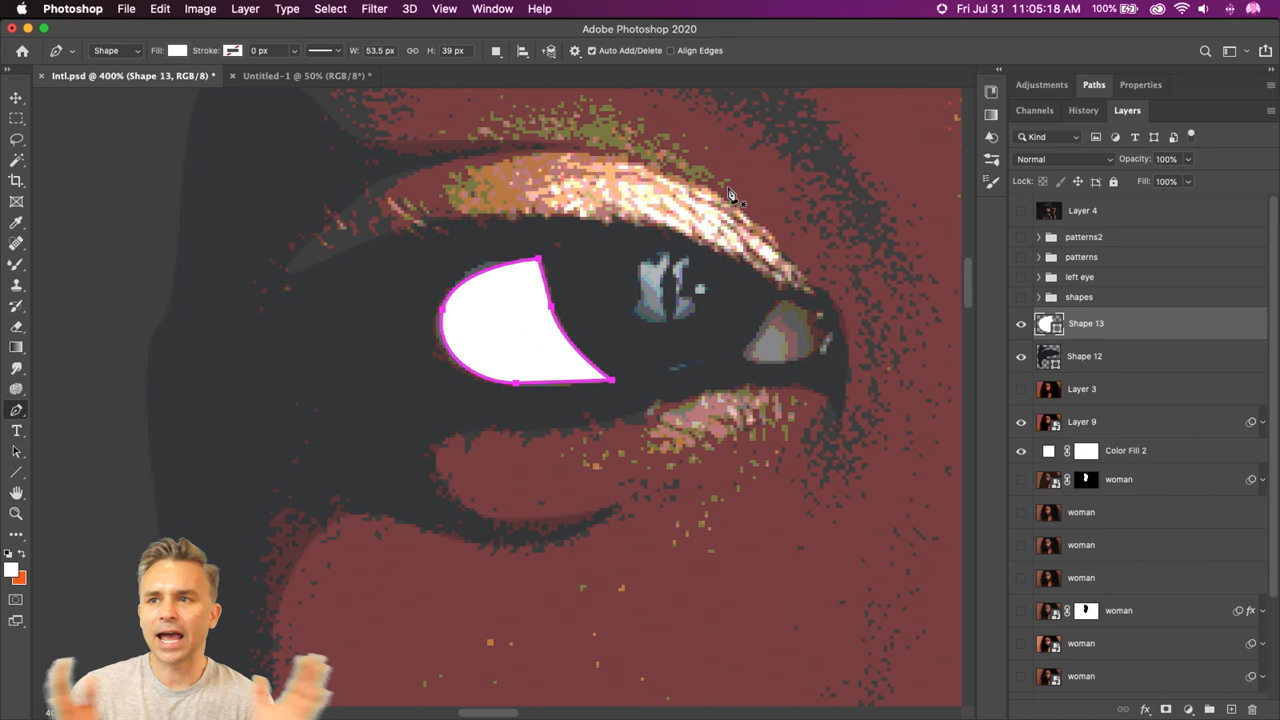 Photoshop File Edit Image Layer Type Select Filter 3D View Window Help 100% Fri Jul 31 11:05:18 AM
Adobe Photoshop 2020
Shape Fill: Stroke: 0 px W: 53.5 px H: 39 px Auto Add/Delete Align Edges
Intl.psd @ 400% (Shape 13, RGB/8) * Untitled-1 @ 50% (RGB/8*) *
Adjustments Paths Properties
Channels History Layers
Kind
Normal Opacity: 100%
Lock: Fill: 100%
Layer 4
patterns2
patterns
left eye
shapes
Shape 13
Shape 12
Layer 3
Layer 9
Color Fill 2
woman
woman
woman
woman
woman fx
woman
woman
fx